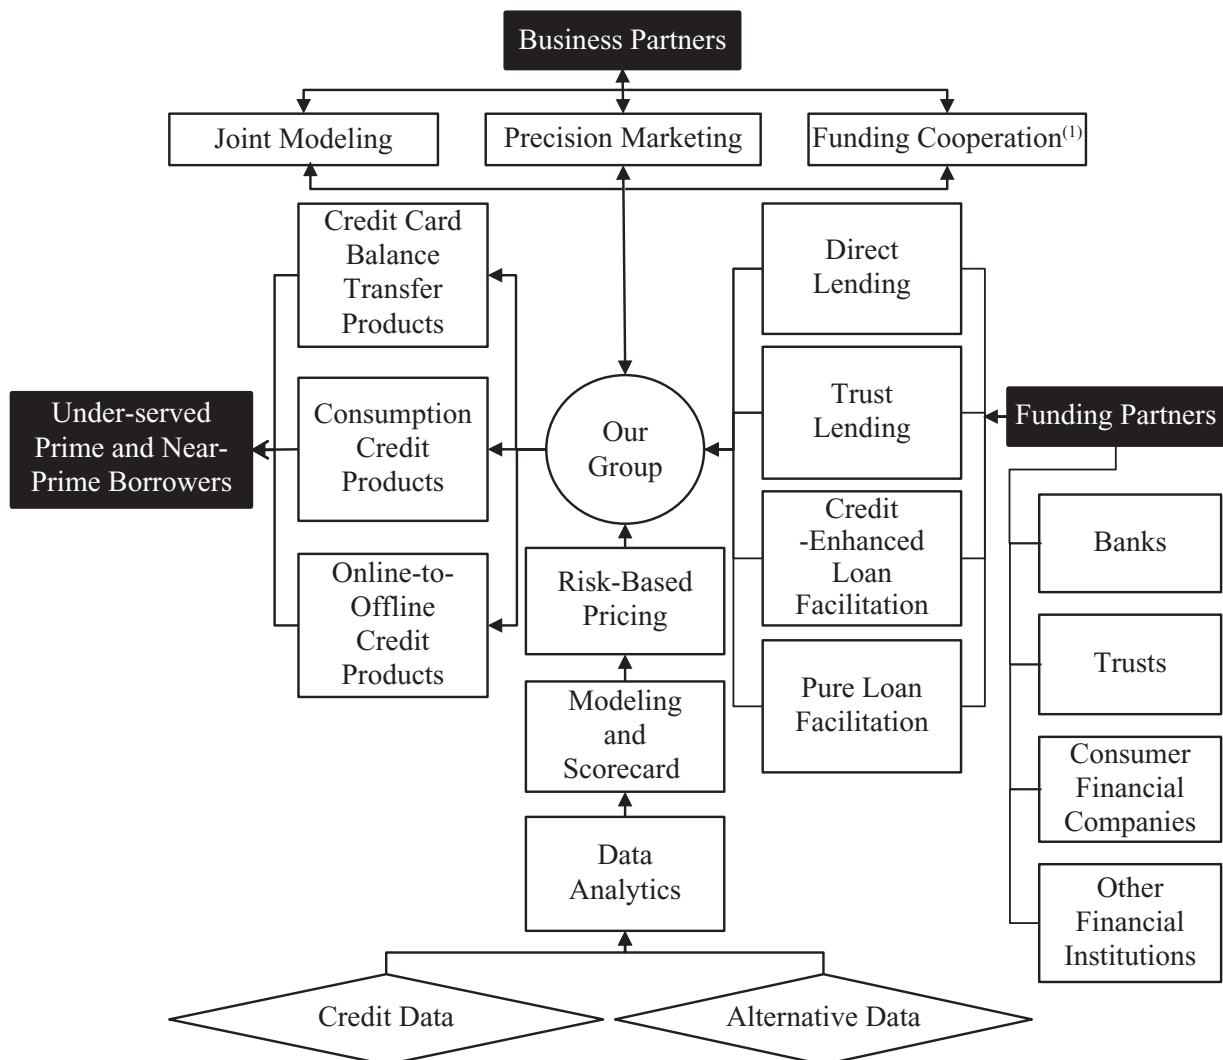 Business Partners
Joint Modeling
Precision Marketing
Funding Cooperation(1)
Credit Card
Balance
Transfer
Products
Direct
Lending
Under-served
Prime and Near-
Prime Borrowers
Consumption
Credit
Products
Our
Group
Trust
Lending
Funding Partners
Online-to-
Offline
Credit
Products
Risk-Based
Pricing
Credit
-Enhanced
Loan
Facilitation
Banks
Modeling
and
Scorecard
Pure Loan
Facilitation
Trusts
Data
Analytics
Consumer
Financial
Companies
Other
Financial
Institutions
Credit Data
Alternative Data